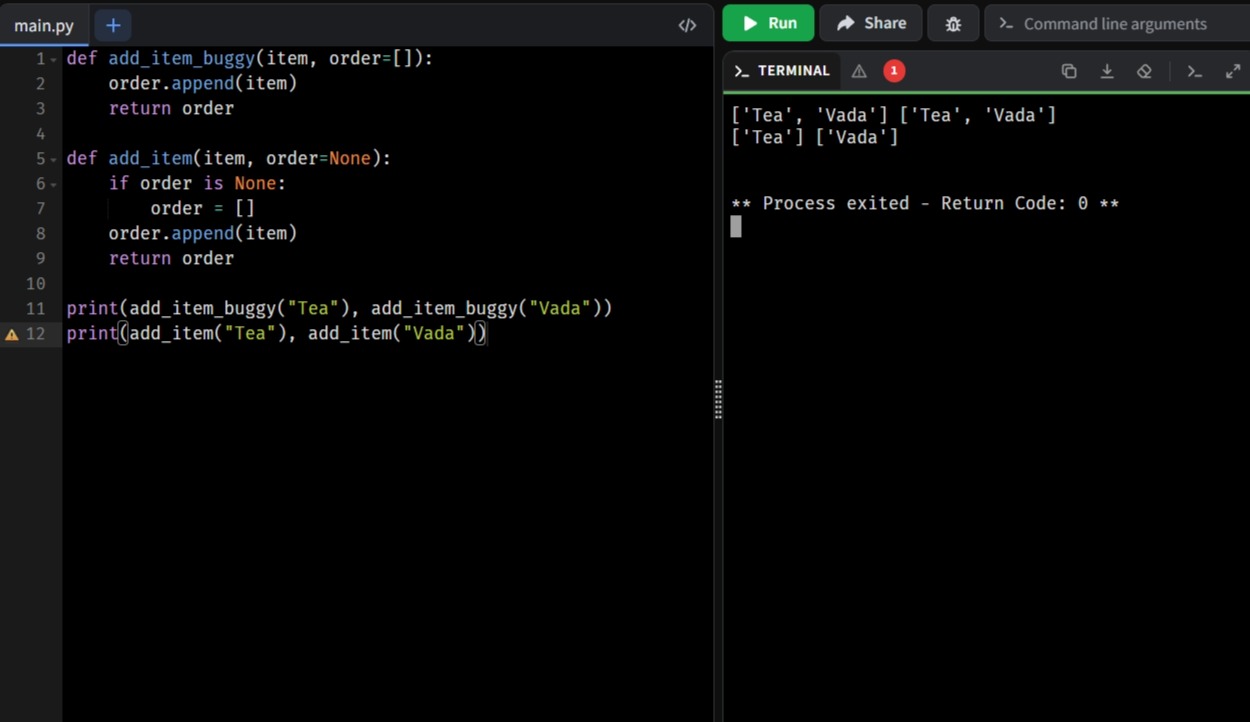 main.py
Run
Share
Command line arguments
TERMINAL
1
1 def add_item_buggy(item, order=[]):
2     order.append(item)
3     return order
4
5 def add_item(item, order=None):
6     if order is None:
7         order = []
8     order.append(item)
9     return order
10
11 print(add_item_buggy("Tea"), add_item_buggy("Vada"))
12 print(add_item("Tea"), add_item("Vada"))
['Tea', 'Vada'] ['Tea', 'Vada']
['Tea'] ['Vada']
** Process exited - Return Code: 0 **